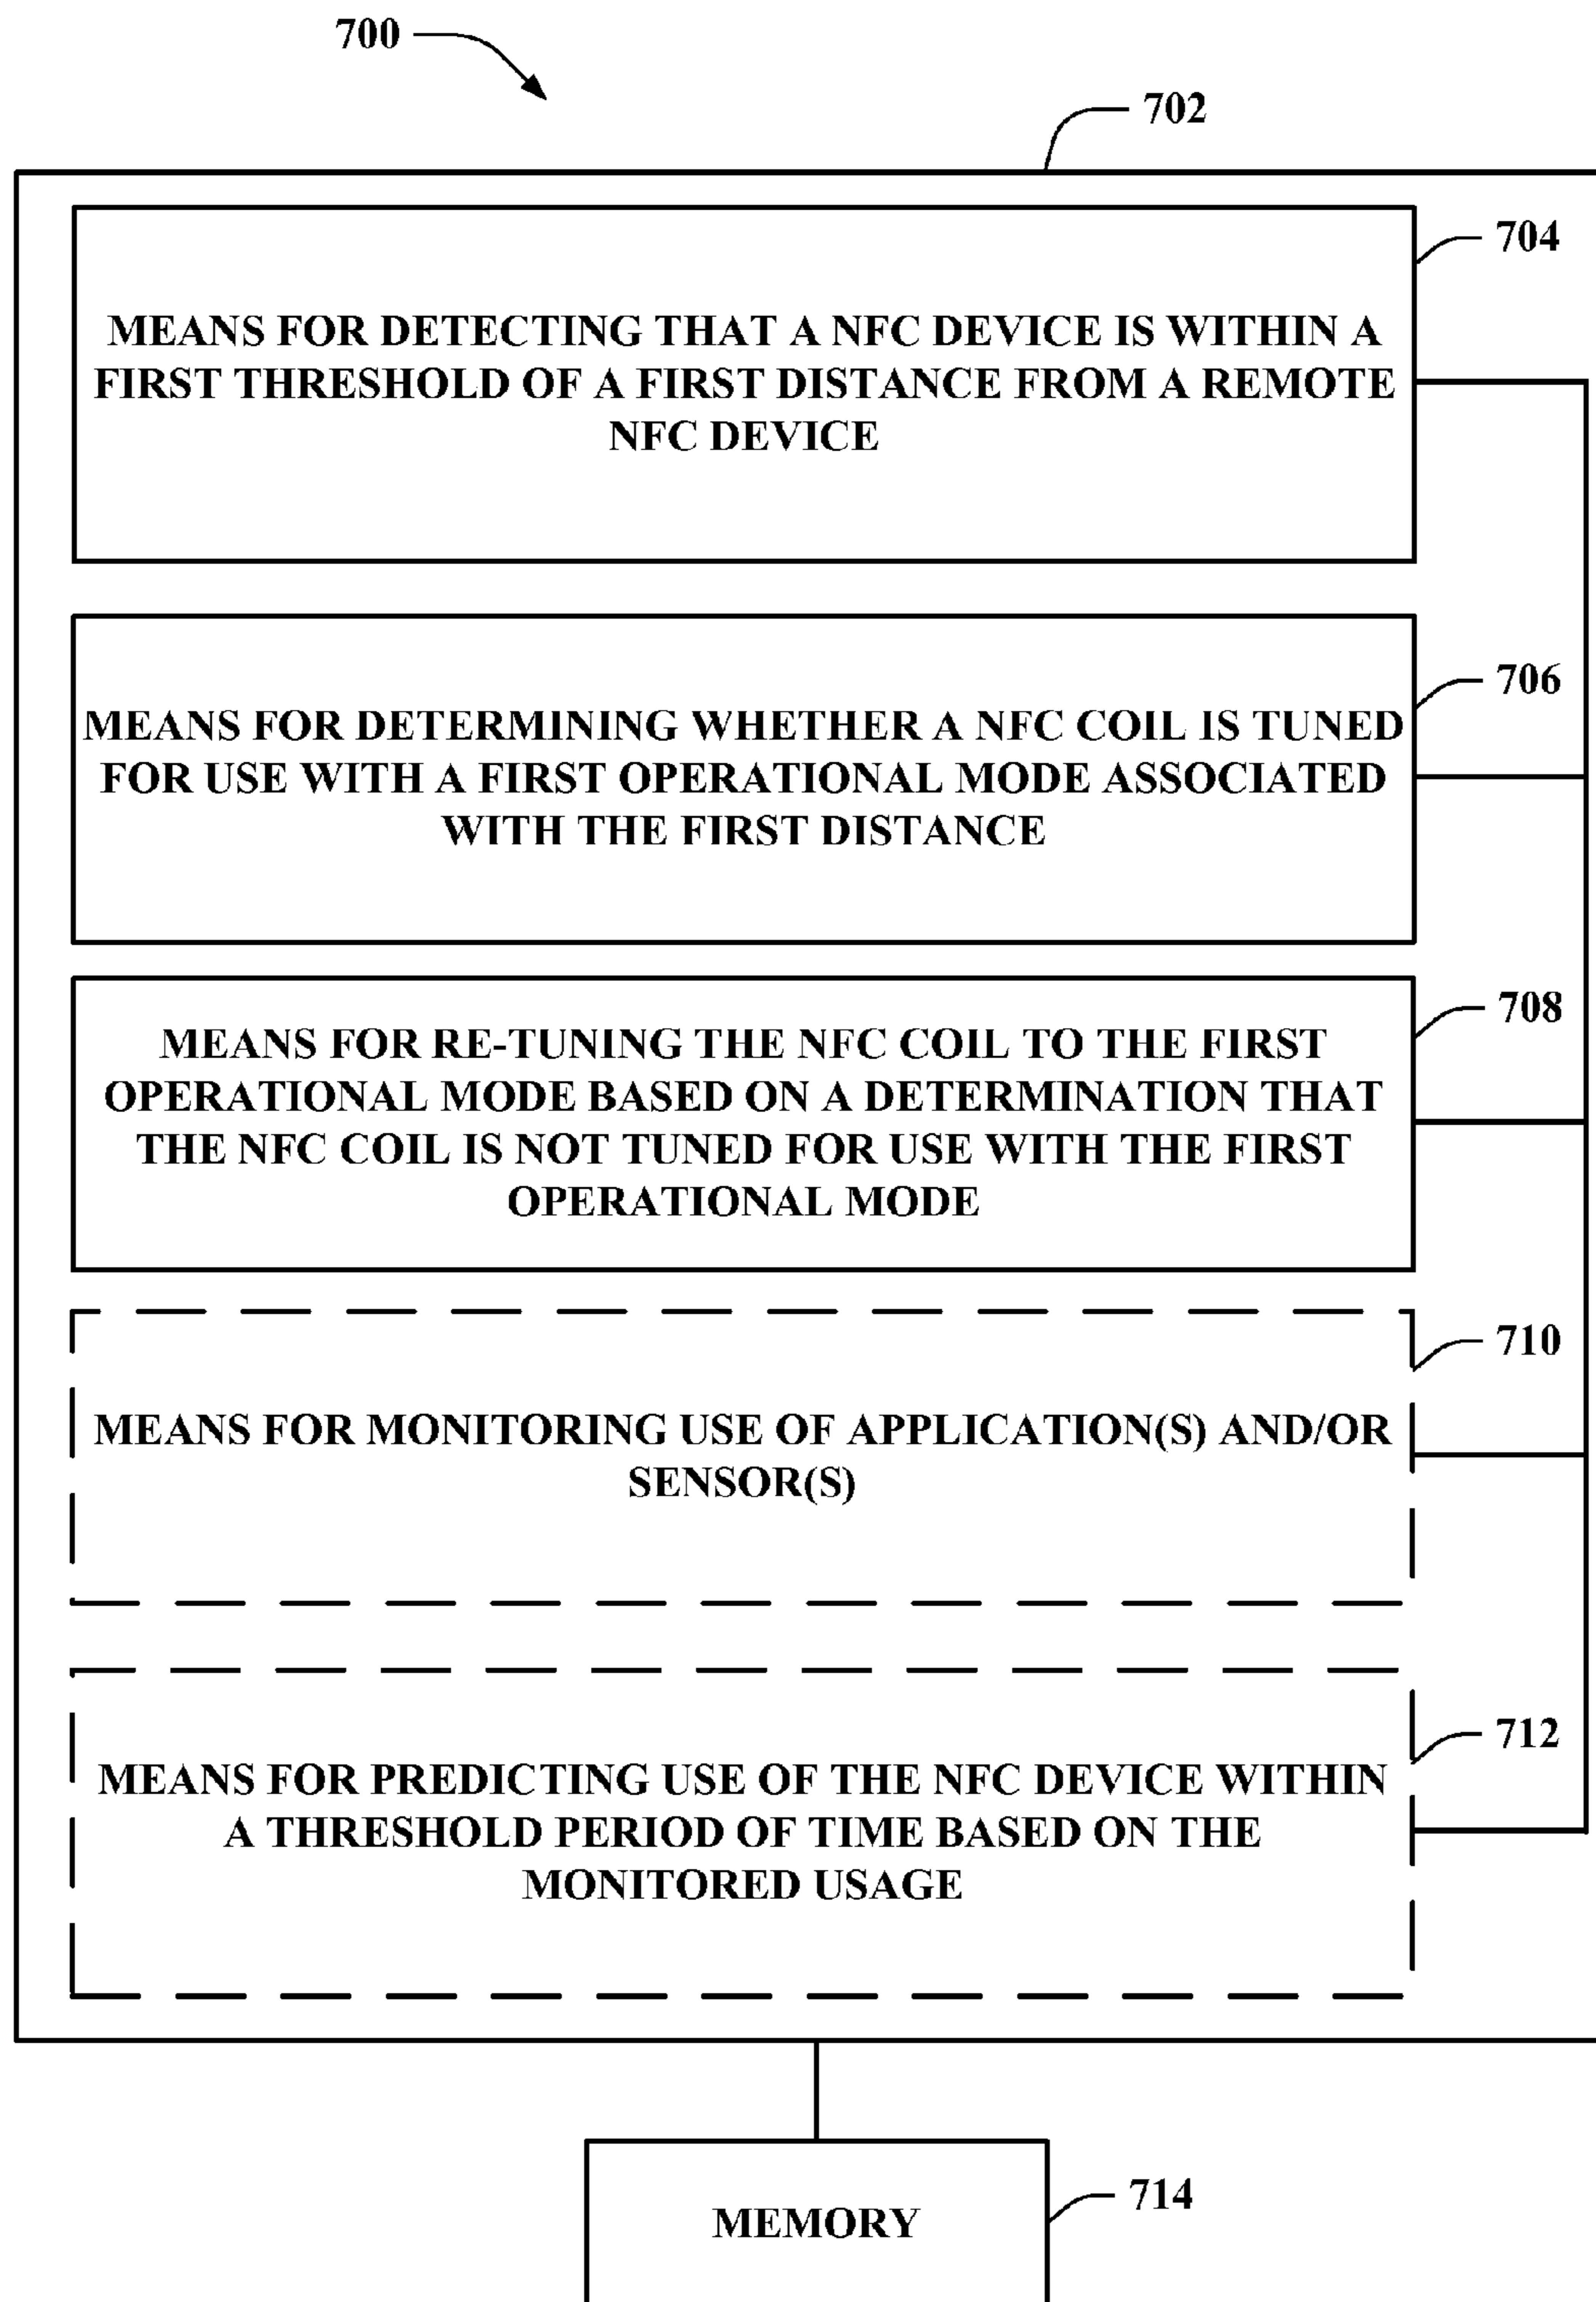 700
702
704
MEANS FOR DETECTING THAT A NFC DEVICE IS WITHIN A
FIRST THRESHOLD OF A FIRST DISTANCE FROM A REMOTE
NFC DEVICE
706
MEANS FOR DETERMINING WHETHER A NFC COIL IS TUNED
FOR USE WITH A FIRST OPERATIONAL MODE ASSOCIATED
WITH THE FIRST DISTANCE
708
MEANS FOR RE-TUNING THE NFC COIL TO THE FIRST
OPERATIONAL MODE BASED ON A DETERMINATION THAT
THE NFC COIL IS NOT TUNED FOR USE WITH THE FIRST
OPERATIONAL MODE
710
MEANS FOR MONITORING USE OF APPLICATION(S) AND/OR
SENSOR(S)
712
MEANS FOR PREDICTING USE OF THE NFC DEVICE WITHIN
A THRESHOLD PERIOD OF TIME BASED ON THE
MONITORED USAGE
714
MEMORY